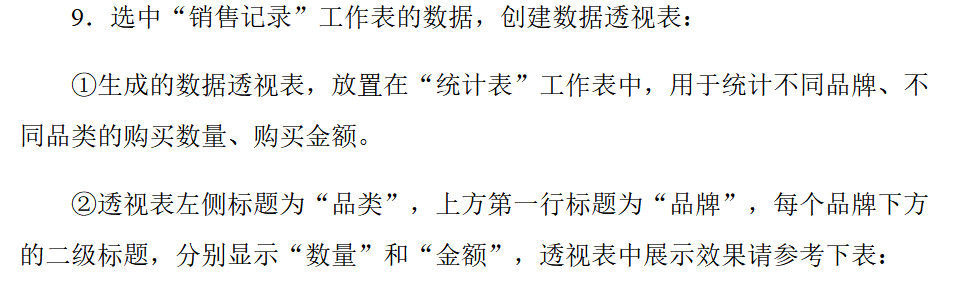 9．选中“销售记录”工作表的数据，创建数据透视表：
①生成的数据透视表，放置在“统计表”工作表中，用于统计不同品牌、不
同品类的购买数量、购买金额。
②透视表左侧标题为“品类”，上方第一行标题为“品牌”，每个品牌下方
的二级标题，分别显示“数量”和“金额”，透视表中展示效果请参考下表：